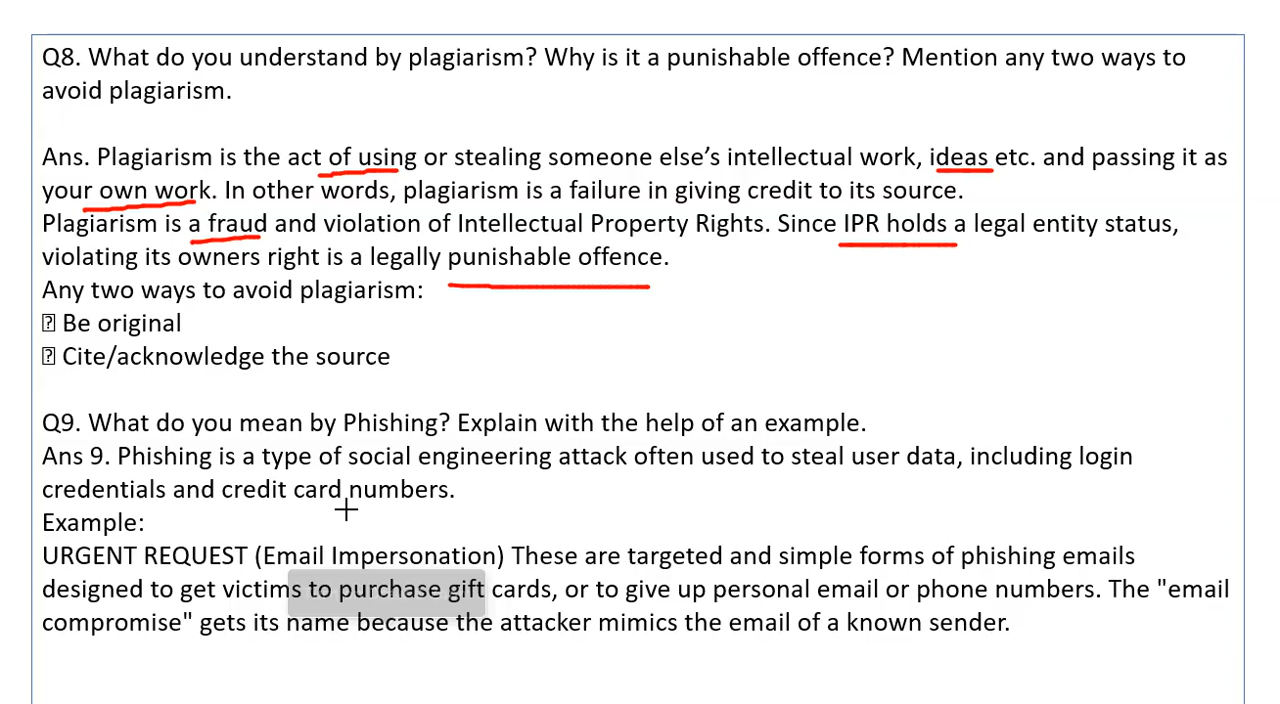 Q8. What do you understand by plagiarism? Why is it a punishable offence? Mention any two ways to
avoid plagiarism.
Ans. Plagiarism is the act of using or stealing someone else’s intellectual work, ideas etc. and passing it as
your own work. In other words, plagiarism is a failure in giving credit to its source.
Plagiarism is a fraud and violation of Intellectual Property Rights. Since IPR holds a legal entity status,
violating its owners right is a legally punishable offence.
Any two ways to avoid plagiarism:
⍰ Be original
⍰ Cite/acknowledge the source
Q9. What do you mean by Phishing? Explain with the help of an example.
Ans 9. Phishing is a type of social engineering attack often used to steal user data, including login
credentials and credit card numbers.
Example:
URGENT REQUEST (Email Impersonation) These are targeted and simple forms of phishing emails
designed to get victims to purchase gift cards, or to give up personal email or phone numbers. The "email
compromise" gets its name because the attacker mimics the email of a known sender.